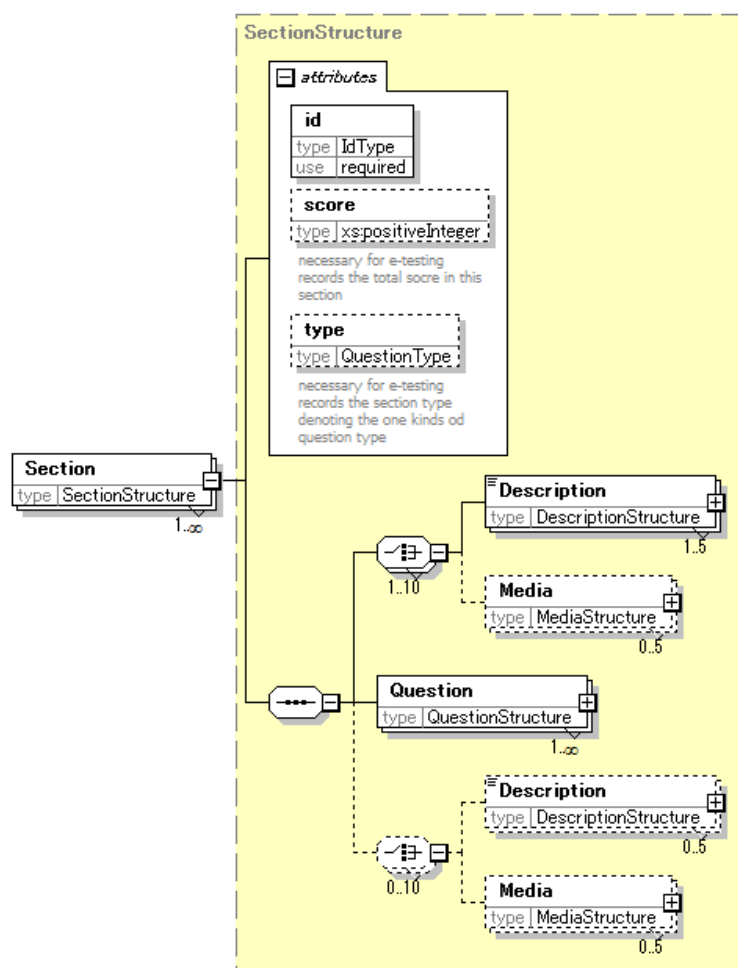 SectionStructure
attributes
id
type IdType
use required
score
type xs:positiveInteger
necessary for e-testing
records the total socre in this
section
type
type QuestionType
necessary for e-testing
records the section type
denoting the one kinds od
question type
Section
type SectionStructure
1..∞
Description
type DescriptionStructure
1..5
1..10
Media
type MediaStructure
0..5
Question
type QuestionStructure
1..∞
Description
type DescriptionStructure
0..5
0..10
Media
type MediaStructure
0..5